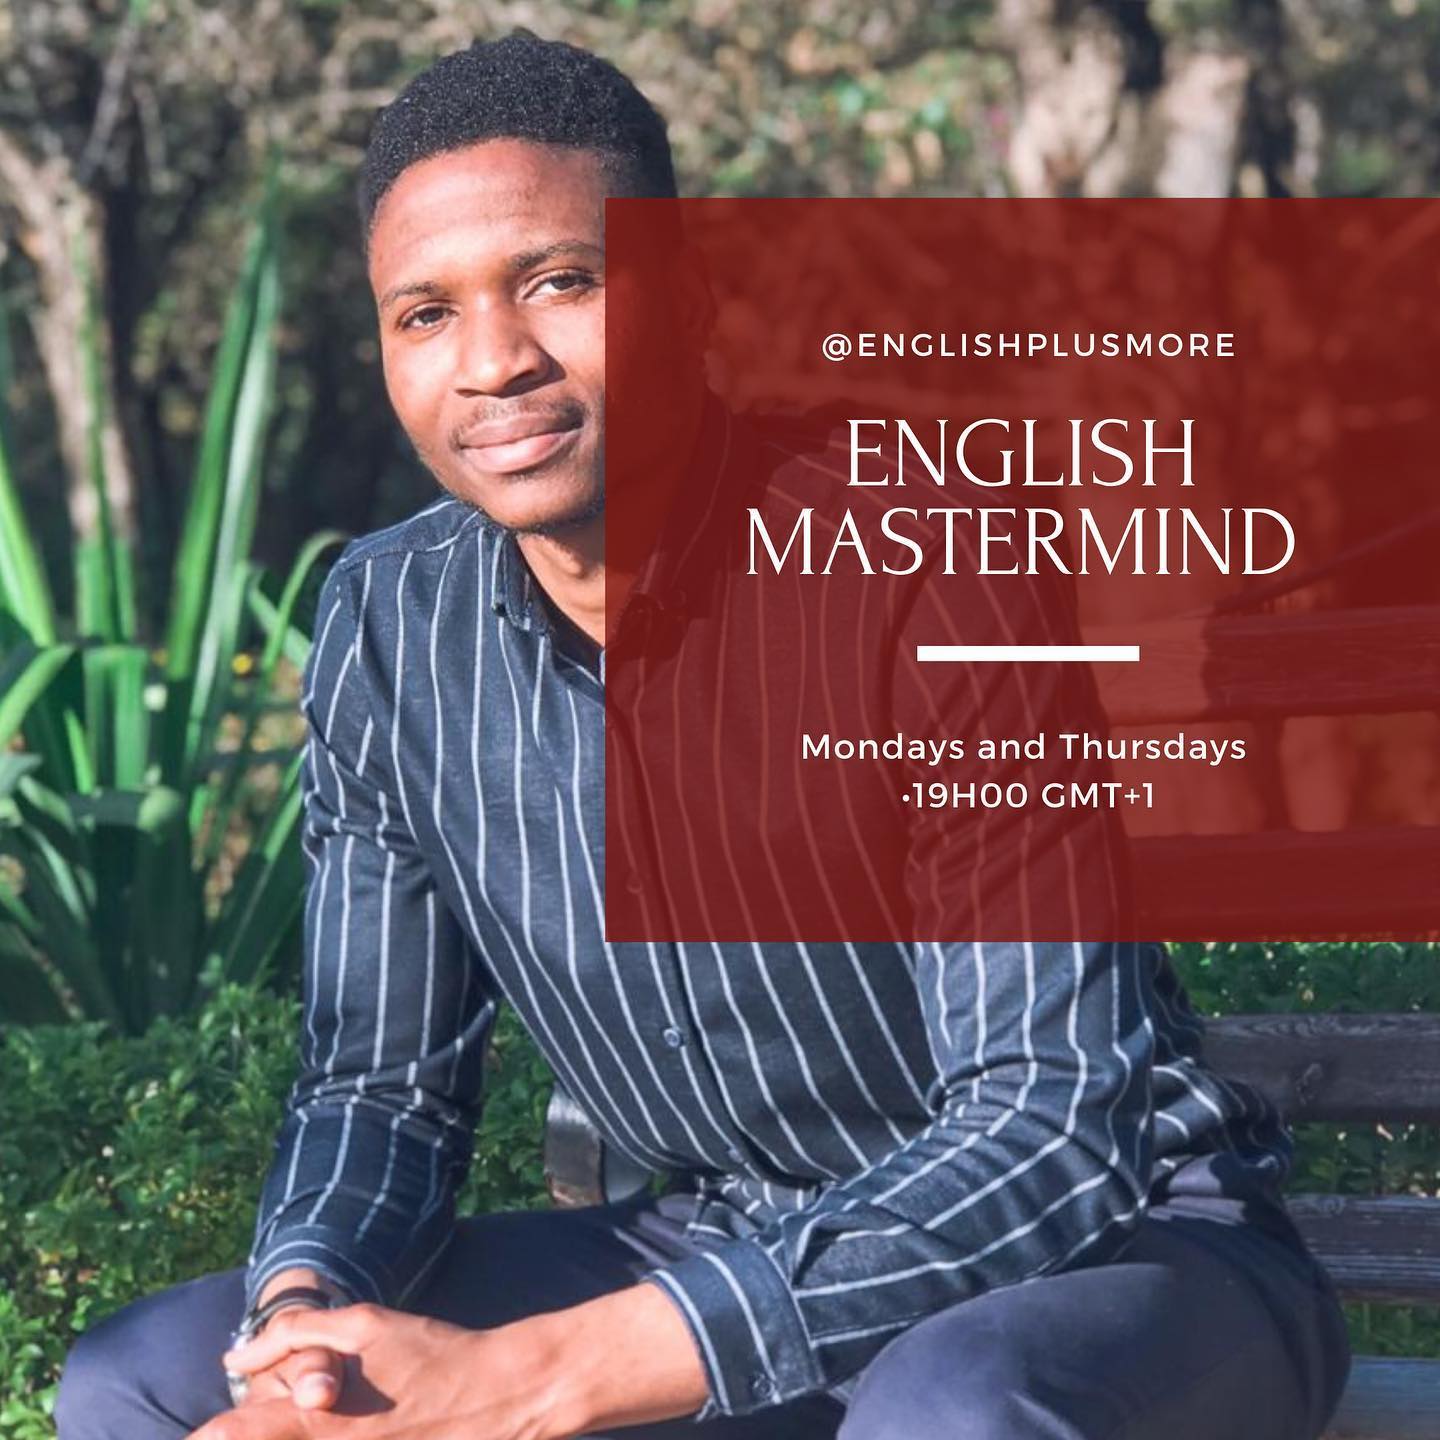 @ENGLISHPLUSMORE
ENGLISH
MASTERMIND
Mondays and Thursdays
•19H00 GMT+1